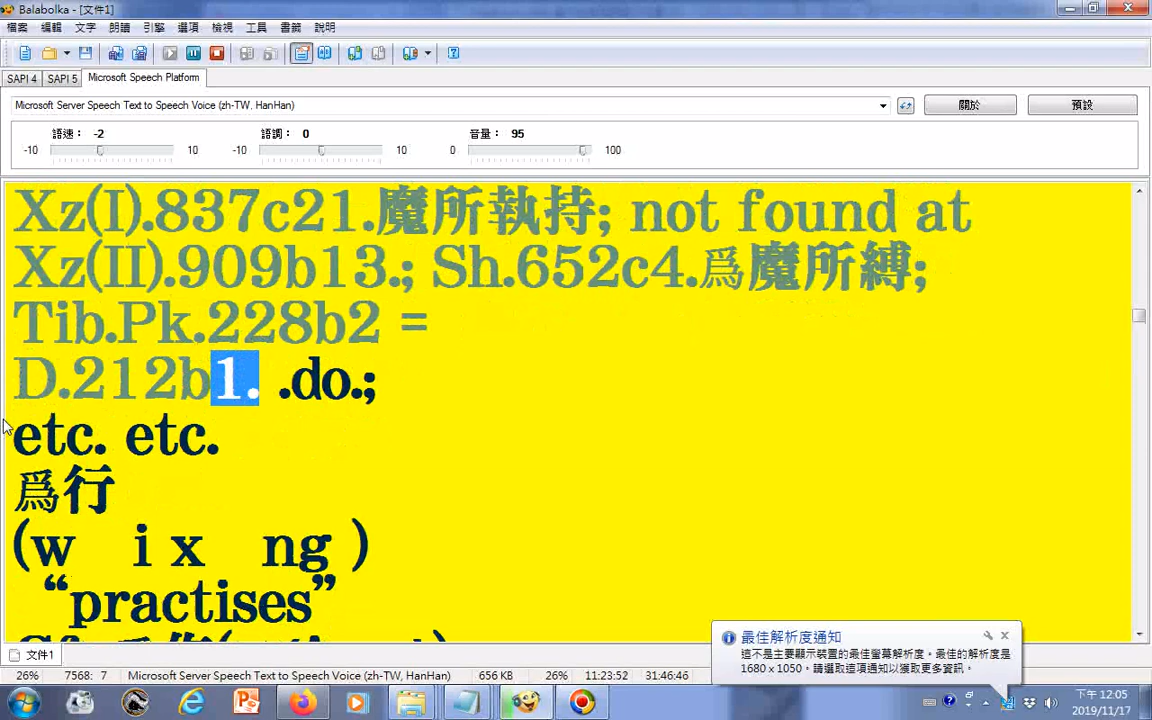 Balabolka - [文件1]
檔案 編輯 文字 朗讀 引擎 選項 檢視 工具 書籤 說明
SAPI 4 SAPI 5 Microsoft Speech Platform
Microsoft Server Speech Text to Speech Voice (zh-TW, HanHan)
關於 預設
語速： -2 語調： 0 音量： 95
-10 10 -10 10 0 100
Xz(I).837c21.魔所執持; not found at
Xz(II).909b13.; Sh.652c4.爲魔所縛;
Tib.Pk.228b2 =
D.212b1. .do.;
etc. etc.
爲行
(w i x ng )
“practises”
最佳解析度通知
這不是主要顯示裝置的最佳螢幕解析度。最佳的解析度是
1680 x 1050。請選取這項通知以獲取更多資訊。
文件1
26% 7568: 7 Microsoft Server Speech Text to Speech Voice (zh-TW, HanHan) 656 KB 26% 11:23:52 31:46:46
下午 12:05
2019/11/17